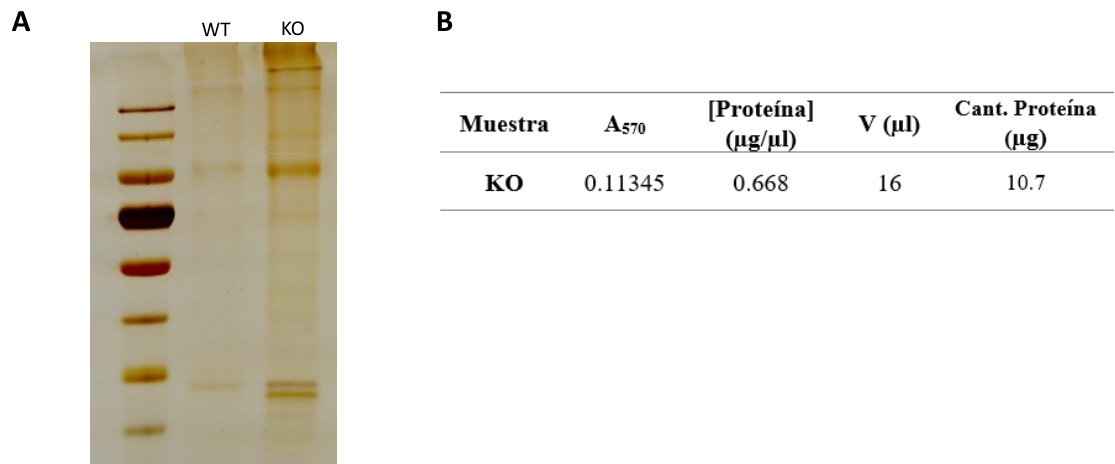 A
WT KO
B
Muestra A₅₇₀ [Proteína] (µg/µl) V (µl) Cant. Proteína (µg)
KO 0.11345 0.668 16 10.7